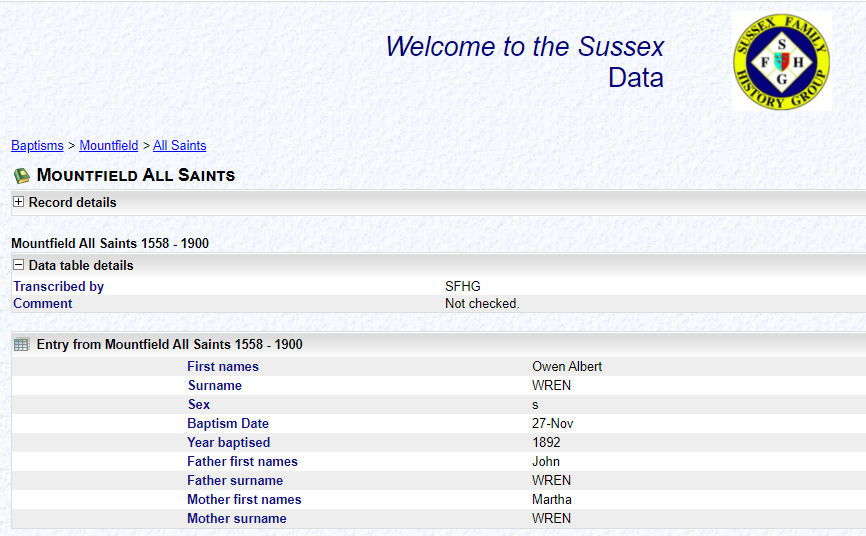 Welcome to the Sussex
Data
SUSSEX FAMILY
S
F H
G
HISTORY GROUP
Baptisms > Mountfield > All Saints
MOUNTFIELD ALL SAINTS
Record details
Mountfield All Saints 1558 - 1900
Data table details
Transcribed by SFHG
Comment Not checked.
Entry from Mountfield All Saints 1558 - 1900
First names Owen Albert
Surname WREN
Sex s
Baptism Date 27-Nov
Year baptised 1892
Father first names John
Father surname WREN
Mother first names Martha
Mother surname WREN